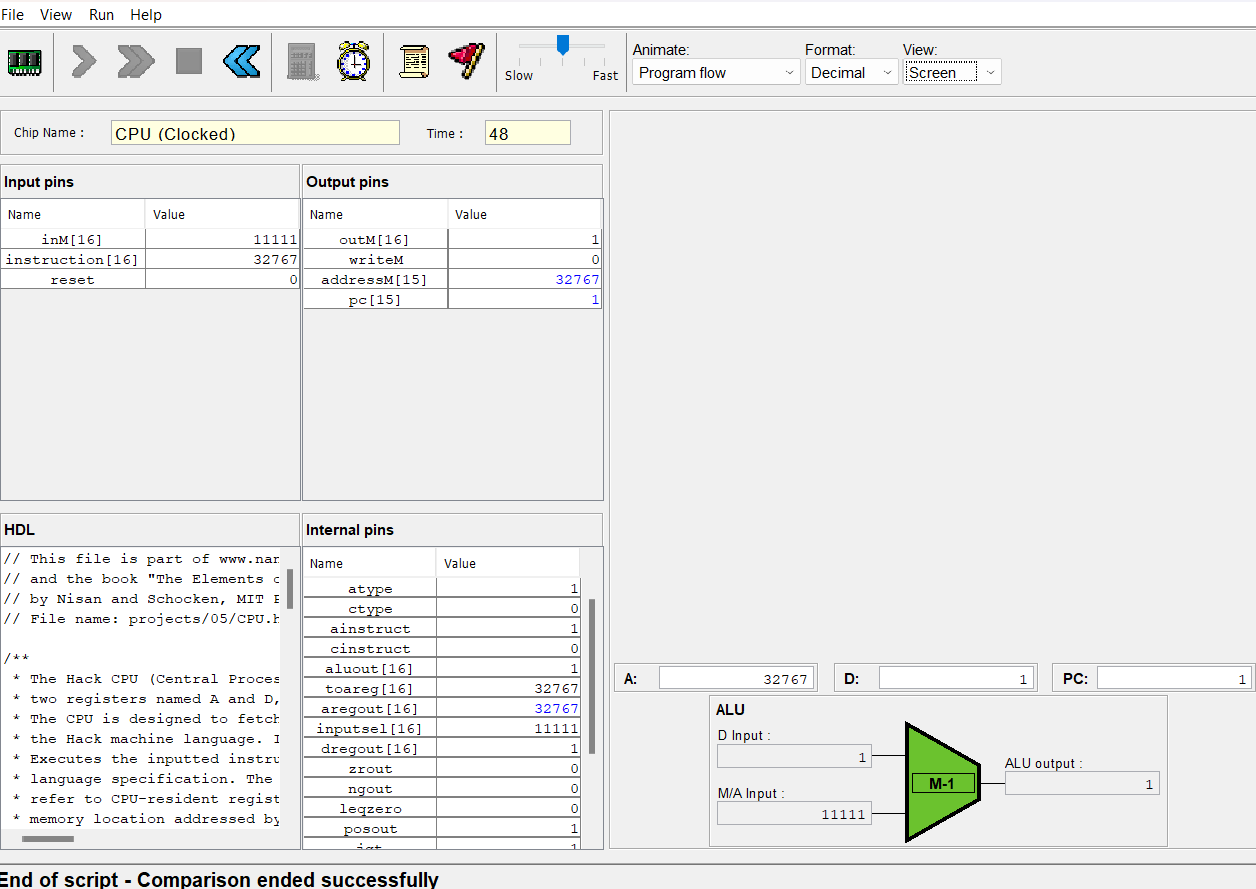 File View Run Help
Animate: Format: View:
Program flow Decimal Screen
Slow Fast
Chip Name : CPU (Clocked) Time : 48
Input pins
Name Value
inM[16] 11111
instruction[16] 32767
reset 0
Output pins
Name Value
outM[16] 1
writeM 0
addressM[15] 32767
pc[15] 1
HDL
// This file is part of www.nan
// and the book "The Elements o
// by Nisan and Schocken, MIT P
// File name: projects/05/CPU.h
/**
* The Hack CPU (Central Proces
* two registers named A and D,
* The CPU is designed to fetch
* the Hack machine language. I
* Executes the inputted instru
* language specification. The
* refer to CPU-resident regist
* memory location addressed by
Internal pins
Name Value
atype 1
ctype 0
ainstruct 1
cinstruct 0
aluout[16] 1
toareg[16] 32767
aregout[16] 32767
inputsel[16] 11111
dregout[16] 1
zrout 0
ngout 0
leqzero 0
posout 1
jgt 1
A: 32767 D: 1 PC: 1
ALU
D Input :
1
M/A Input :
11111
M-1
ALU output :
1
End of script - Comparison ended successfully